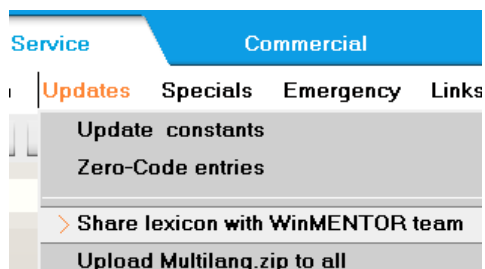 Service Commercial
Updates Specials Emergency Links
Update constants
Zero-Code entries
> Share lexicon with WinMENTOR team
Upload Multilang.zip to all